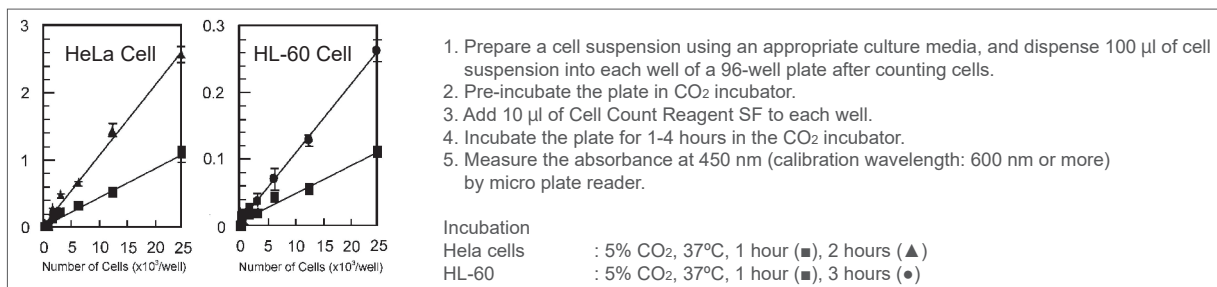 3
2
1
0
HeLa Cell
0 5 10 15 20 25
Number of Cells (x10³/well)
0.3
0.2
0.1
0
HL-60 Cell
0 5 10 15 20 25
Number of Cells (x10³/well)
1. Prepare a cell suspension using an appropriate culture media, and dispense 100 µl of cell
suspension into each well of a 96-well plate after counting cells.
2. Pre-incubate the plate in CO₂ incubator.
3. Add 10 µl of Cell Count Reagent SF to each well.
4. Incubate the plate for 1-4 hours in the CO₂ incubator.
5. Measure the absorbance at 450 nm (calibration wavelength: 600 nm or more)
by micro plate reader.
Incubation
Hela cells : 5% CO₂, 37ºC, 1 hour (■), 2 hours (▲)
HL-60 : 5% CO₂, 37ºC, 1 hour (■), 3 hours (●)